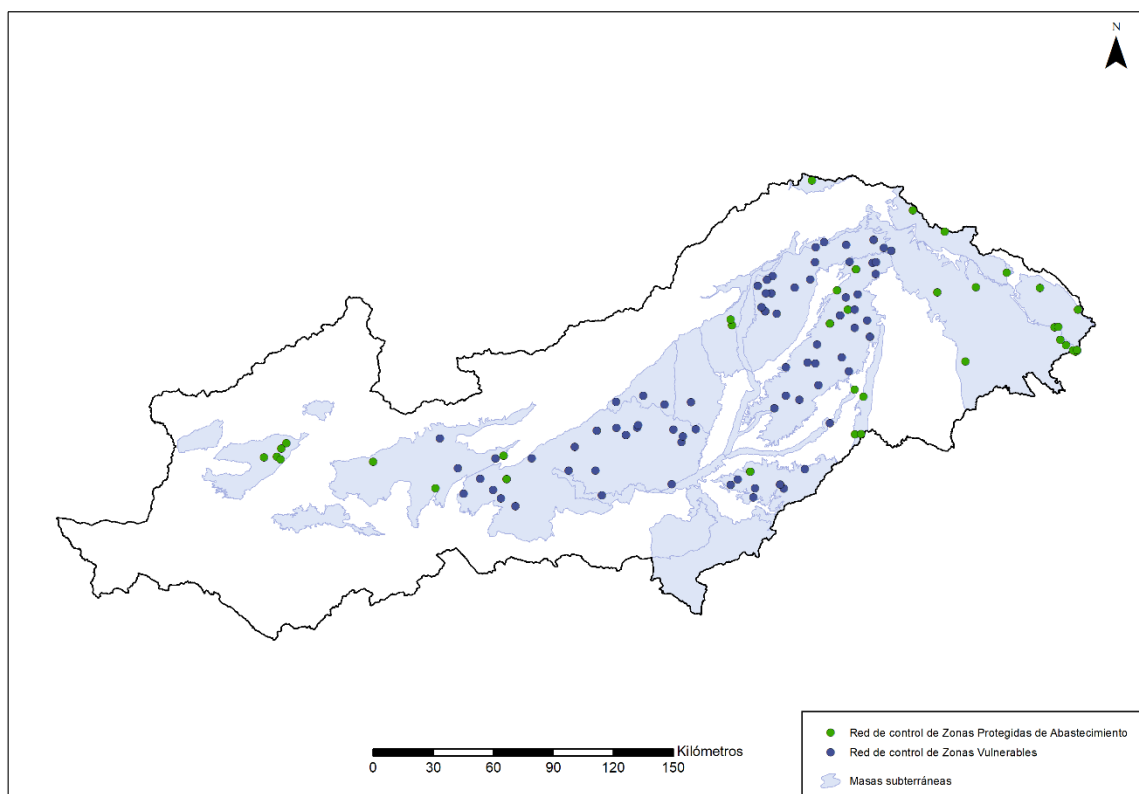 N
Kilómetros
0 30 60 90 120 150
Red de control de Zonas Protegidas de Abastecimiento
Red de control de Zonas Vulnerables
Masas subterráneas